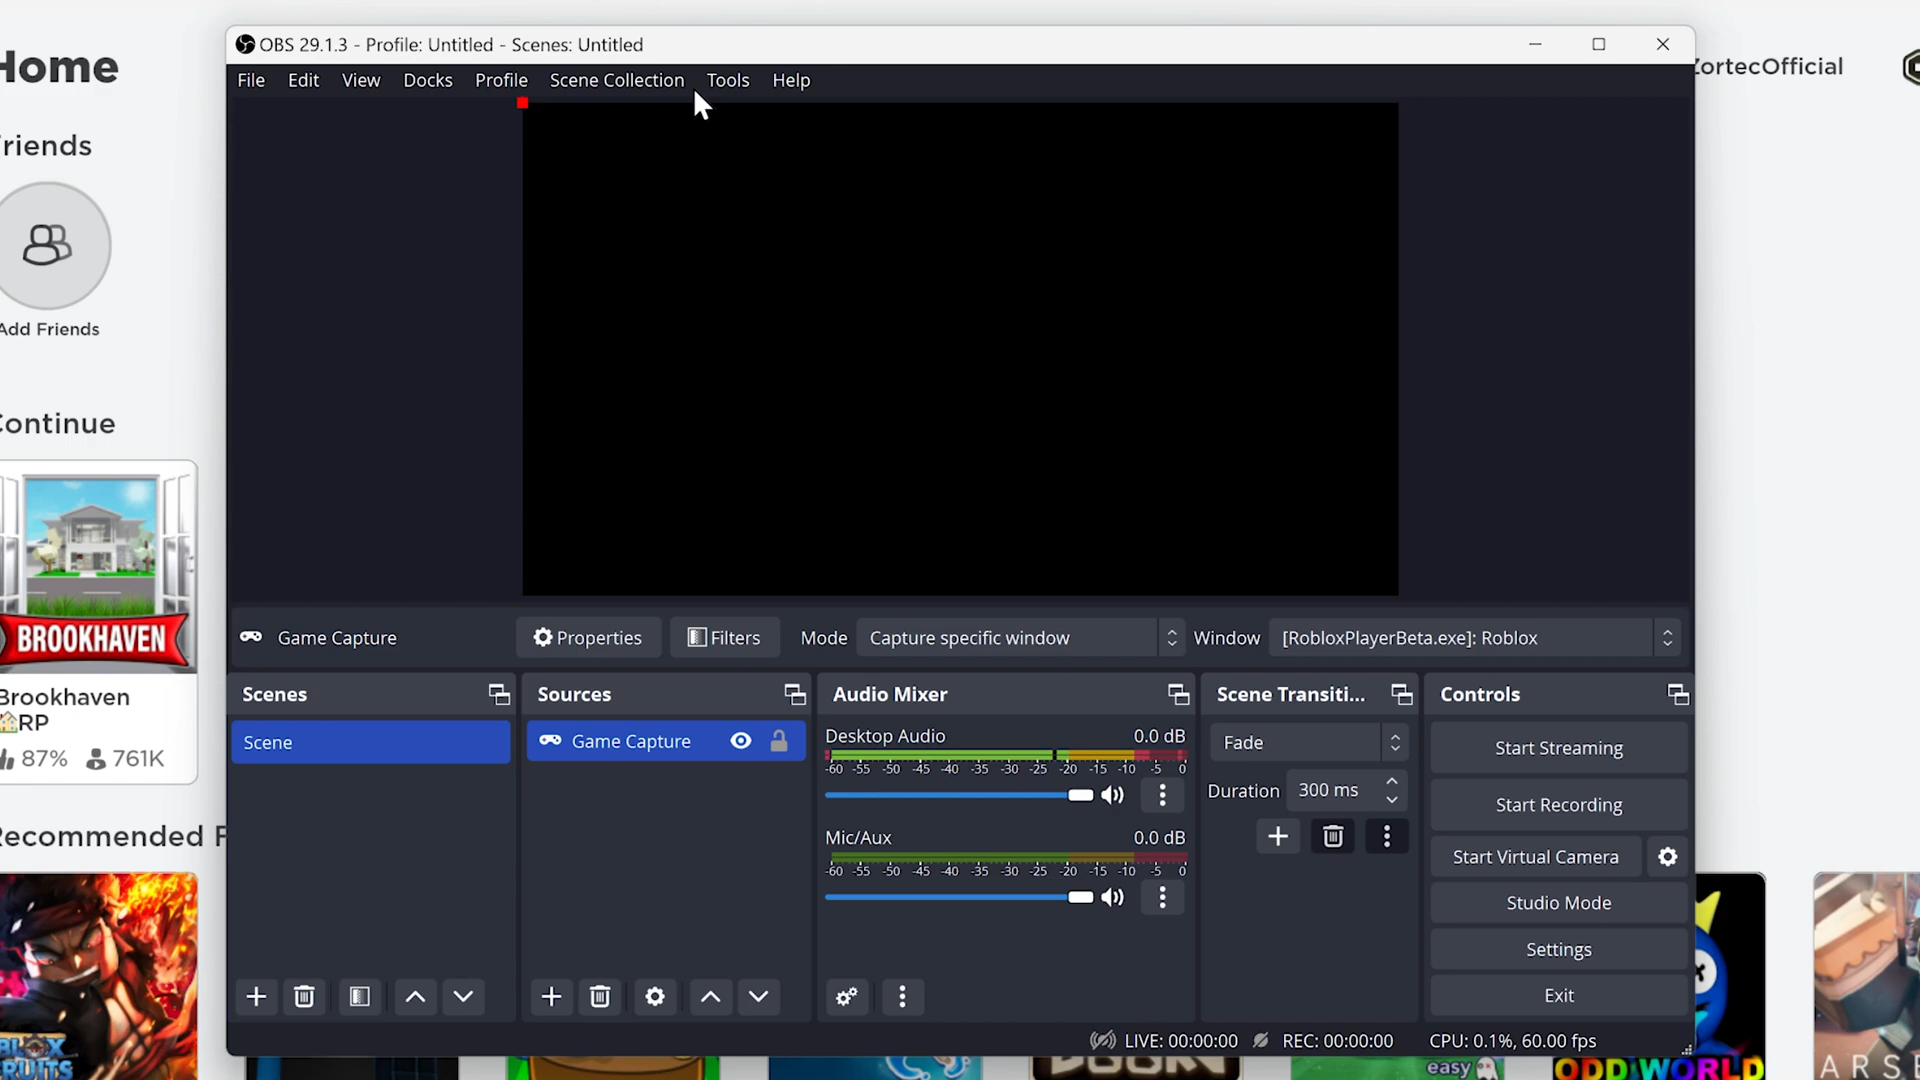 Home
riends
Add Friends
Continue
BROOKHAVEN
Brookhaven
RP
87% 761K
Recommended F
BLOX
FRUITS
ZortecOfficial
OBS 29.1.3 - Profile: Untitled - Scenes: Untitled
File Edit View Docks Profile Scene Collection Tools Help
Game Capture Properties Filters Mode Capture specific window Window [RobloxPlayerBeta.exe]: Roblox
Scenes
Scene
Sources
Game Capture
Audio Mixer
Desktop Audio 0.0 dB
-60 -55 -50 -45 -40 -35 -30 -25 -20 -15 -10 -5 0
Mic/Aux 0.0 dB
-60 -55 -50 -45 -40 -35 -30 -25 -20 -15 -10 -5 0
Scene Transiti...
Fade
Duration 300 ms
Controls
Start Streaming
Start Recording
Start Virtual Camera
Studio Mode
Settings
Exit
LIVE: 00:00:00 REC: 00:00:00 CPU: 0.1%, 60.00 fps
easy
ODD WORLD
ARSE